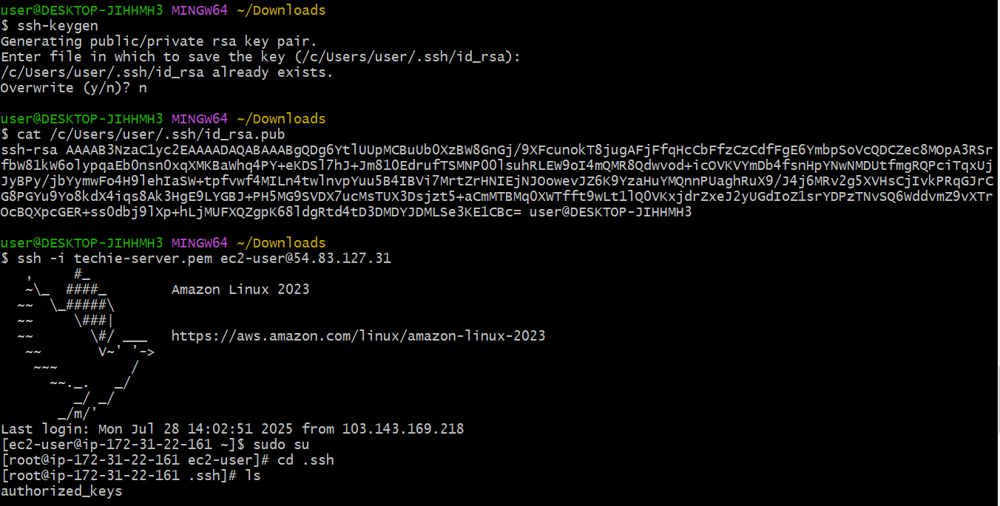 user@DESKTOP-JIHHMH3 MINGW64 ~/Downloads
$ ssh-keygen
Generating public/private rsa key pair.
Enter file in which to save the key (/c/Users/user/.ssh/id_rsa):
/c/Users/user/.ssh/id_rsa already exists.
Overwrite (y/n)? n

user@DESKTOP-JIHHMH3 MINGW64 ~/Downloads
$ cat /c/Users/user/.ssh/id_rsa.pub
ssh-rsa AAAAB3NzaC1yc2EAAAADAQABAAABgQDg6YtlUUpMCBuUb0XzBW8GnGj/9XFcunokT8jugAFjFfqHcCbFfzCzCdfFgE6YmbpSoVcQDCZec8MOpA3RSr
fbW81kW6olypqaEb0nsn0xqXMKBaWhq4PY+eKDSl7hJ+Jm81OEdrufTSMNP00lsuhRLEW9oI4mQMR8Qdwvod+icOVKVYmDb4fsnHpYNwNMDUtfmgRQPciTqxUj
JyBPy/jbYymwFo4H9lehIaSW+tpfvwf4MILn4twlnvpYuu5B4IBVi7MrtZrHNIEjNJOowevJZ6K9YzaHuYMQnnPUaghRuX9/J4j6MRv2g5XVHsCjIvkPRqGJrC
G8PGYu9Yo8kdX4iqs8Ak3HgE9LYGBJ+PH5MG9SVDX7ucMsTUX3Dsjzt5+aCmMTBMq0XWTfft9wLt1lQ0VKxjdrZxeJ2yUGdIoZ1srYDPzTNvSQ6WddvmZ9vXTr
OcBQXpcGER+ss0dbj9lXp+hLjMUFXQZgpK68ldgRtd4tD3DMDYJDMLSe3KE1CBc= user@DESKTOP-JIHHMH3

user@DESKTOP-JIHHMH3 MINGW64 ~/Downloads
$ ssh -i techie-server.pem ec2-user@54.83.127.31
   ,     #_
   ~\_  ####_        Amazon Linux 2023
  ~~  \_#####\
  ~~     \###|
  ~~       \#/ ___   https://aws.amazon.com/linux/amazon-linux-2023
   ~~       V~' '->
    ~~~         /
      ~~._.   _/
         _/ _/
       _/m/'
Last login: Mon Jul 28 14:02:51 2025 from 103.143.169.218
[ec2-user@ip-172-31-22-161 ~]$ sudo su
[root@ip-172-31-22-161 ec2-user]# cd .ssh
[root@ip-172-31-22-161 .ssh]# ls
authorized_keys